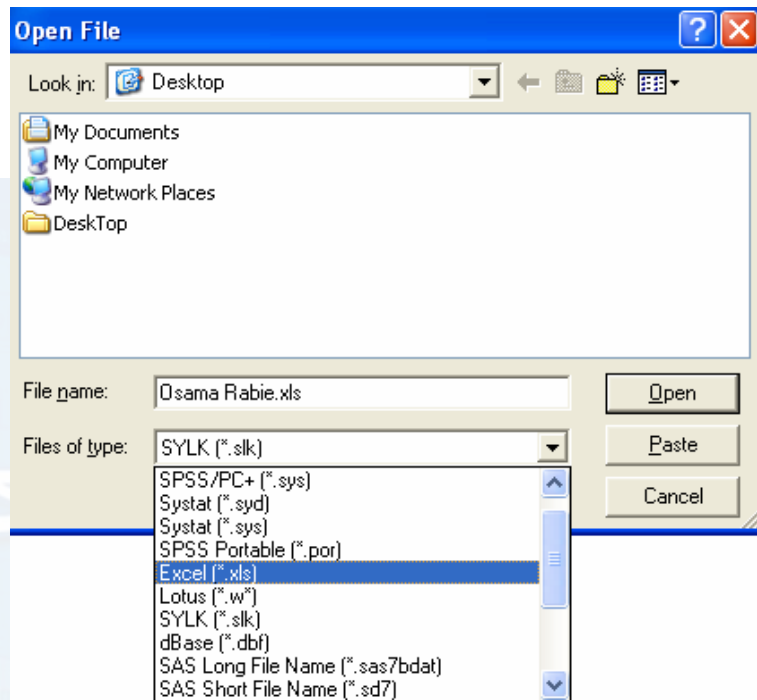 Open File
Look in: Desktop
My Documents
My Computer
My Network Places
DeskTop
File name: Osama Rabie.xls Open
Files of type: SYLK (*.slk) Paste
SPSS/PC+ (*.sys)
Cancel
Systat (*.syd)
Systat (*.sys)
SPSS Portable (*.por)
Excel (*.xls)
Lotus (*.w*)
SYLK (*.slk)
dBase (*.dbf)
SAS Long File Name (*.sas7bdat)
SAS Short File Name (*.sd7)